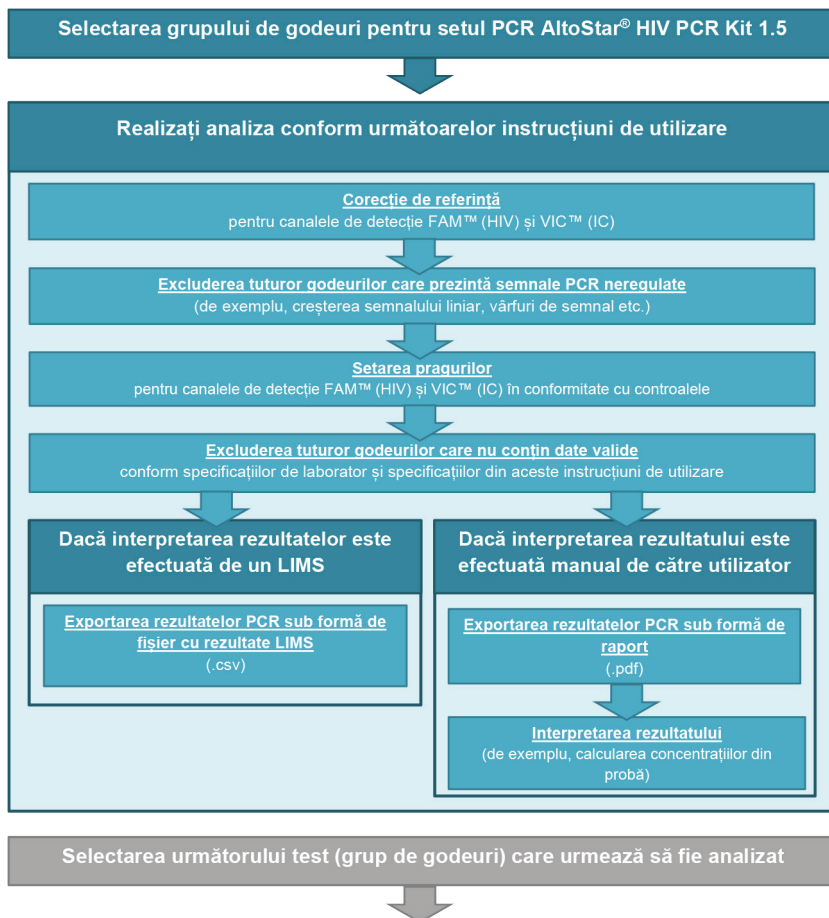 Selectarea grupului de godeuri pentru setul PCR AltoStar® HIV PCR Kit 1.5
Realizați analiza conform următoarelor instrucțiuni de utilizare
Corecție de referință
pentru canalele de detecție FAM™ (HIV) și VIC™ (IC)
Excluderea tuturor godeurilor care prezintă semnale PCR neregulate
(de exemplu, creșterea semnalului liniar, vârfuri de semnal etc.)
Setarea pragurilor
pentru canalele de detecție FAM™ (HIV) și VIC™ (IC) în conformitate cu controalele
Excluderea tuturor godeurilor care nu conțin date valide
conform specificațiilor de laborator și specificațiilor din aceste instrucțiuni de utilizare
Dacă interpretarea rezultatelor este
efectuată de un LIMS
Exportarea rezultatelor PCR sub formă de
fișier cu rezultate LIMS
(.csv)
Dacă interpretarea rezultatului este
efectuată manual de către utilizator
Exportarea rezultatelor PCR sub formă de
raport
(.pdf)
Interpretarea rezultatului
(de exemplu, calcularea concentrațiilor din
probă)
Selectarea următorului test (grup de godeuri) care urmează să fie analizat